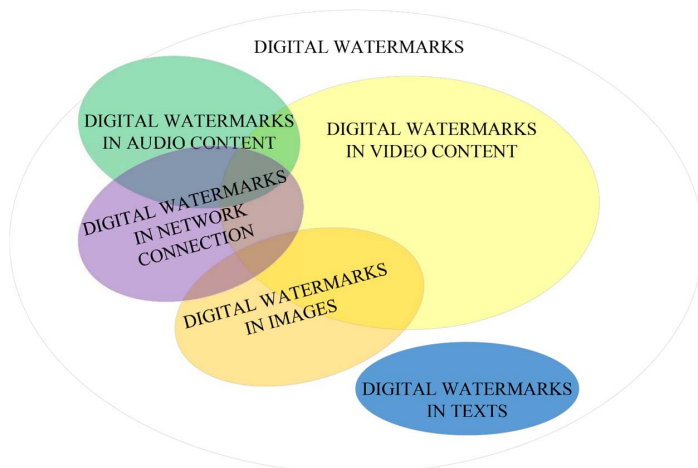 DIGITAL WATERMARKS
DIGITAL WATERMARKS
IN AUDIO CONTENT
DIGITAL WATERMARKS
IN VIDEO CONTENT
DIGITAL WATERMARKS
IN NETWORK
CONNECTION
DIGITAL WATERMARKS
IN IMAGES
DIGITAL WATERMARKS
IN TEXTS